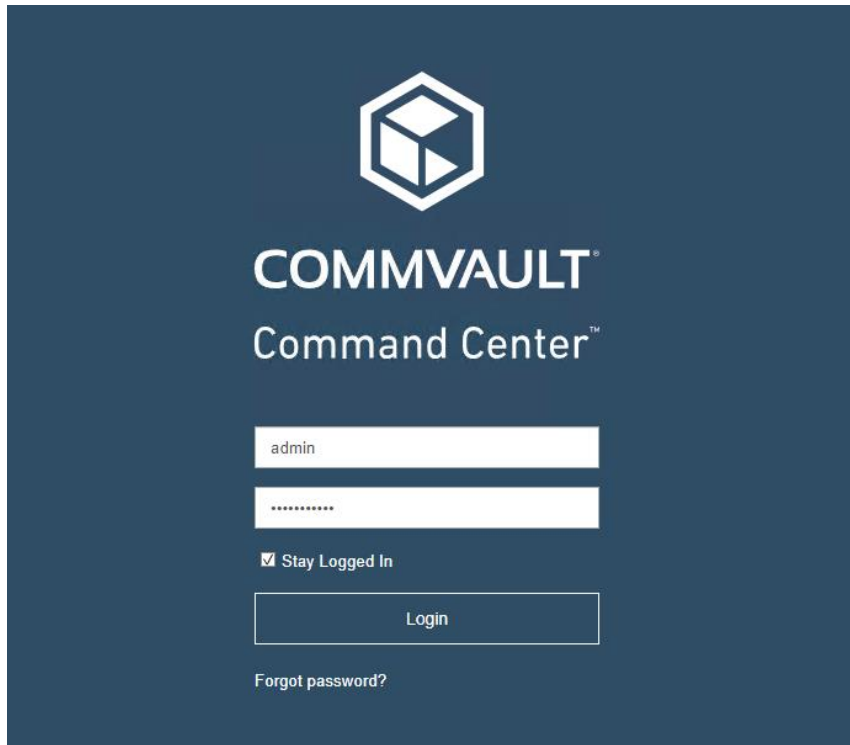 COMMVAULT®
Command Center™
admin
•••••••••••
Stay Logged In
Login
Forgot password?